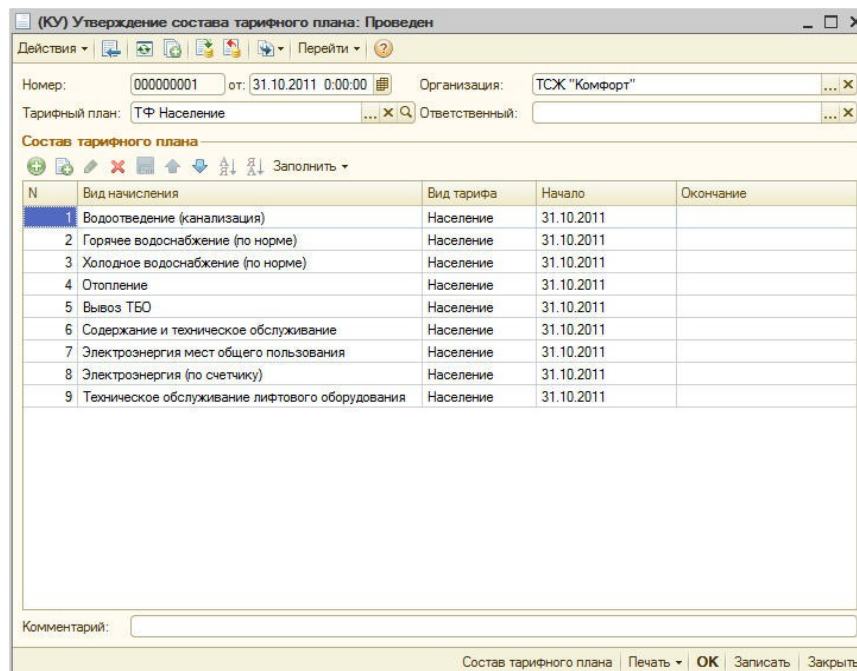 (КУ) Утверждение состава тарифного плана: Проведен
Действия Перейти
Номер: 000000001 от: 31.10.2011 0:00:00 Организация: ТСЖ "Комфорт"
Тарифный план: ТФ Население Ответственный:
Состав тарифного плана
Заполнить
N Вид начисления Вид тарифа Начало Окончание
1 Водоотведение (канализация) Население 31.10.2011
2 Горячее водоснабжение (по норме) Население 31.10.2011
3 Холодное водоснабжение (по норме) Население 31.10.2011
4 Отопление Население 31.10.2011
5 Вывоз ТБО Население 31.10.2011
6 Содержание и техническое обслуживание Население 31.10.2011
7 Электроэнергия мест общего пользования Население 31.10.2011
8 Электроэнергия (по счетчику) Население 31.10.2011
9 Техническое обслуживание лифтового оборудования Население 31.10.2011
Комментарий:
Состав тарифного плана Печать OK Записать Закрыть